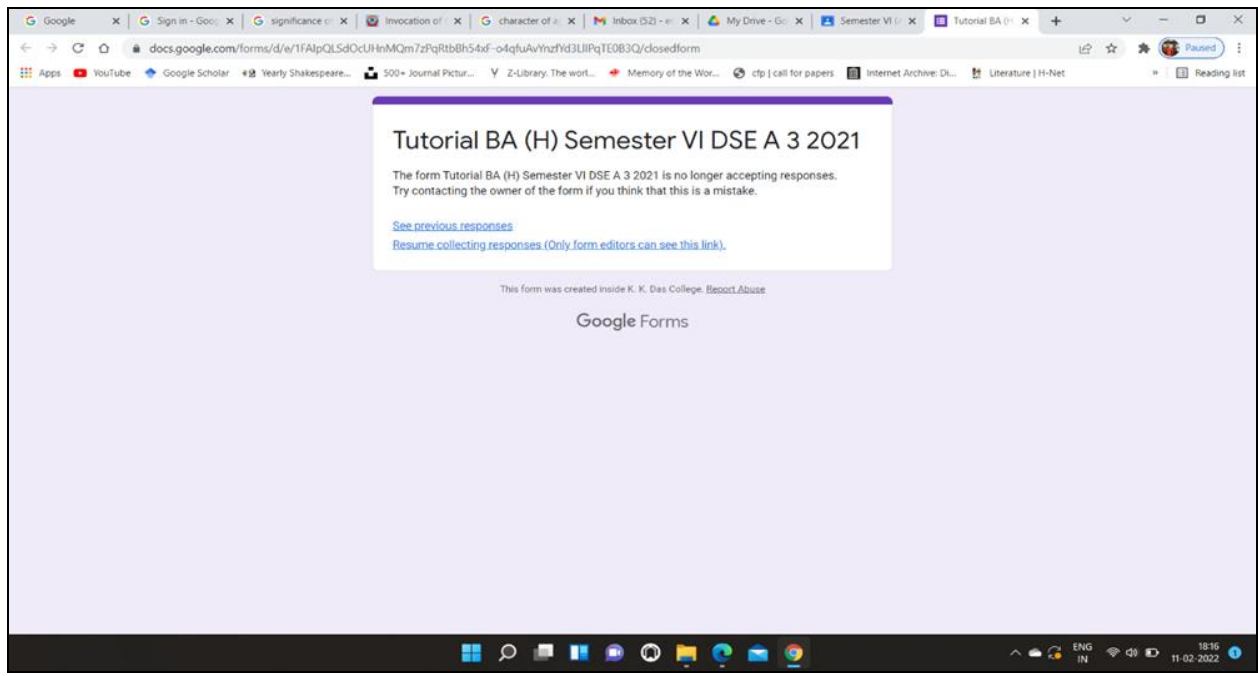 Google
Sign in - Goog
significance o
Invocation of
character of a
Inbox (52) - e
My Drive - Go
Semester VI
Tutorial BA (H
docs.google.com/forms/d/e/
/closedform
Paused
Apps
YouTube
Google Scholar
Yearly Shakespeare...
500+ Journal Pictur...
Z-Library. The worl...
Memory of the Wor...
cfp | call for papers
Internet Archive: Di...
Literature | H-Net
»
Reading list
Tutorial BA (H) Semester VI DSE A 3 2021
The form Tutorial BA (H) Semester VI DSE A 3 2021 is no longer accepting responses.
Try contacting the owner of the form if you think that this is a mistake.
See previous responses
Resume collecting responses (Only form editors can see this link).
This form was created inside K. K. Das College. Report Abuse
Google Forms
ENG
IN
18:16
11-02-2022
1